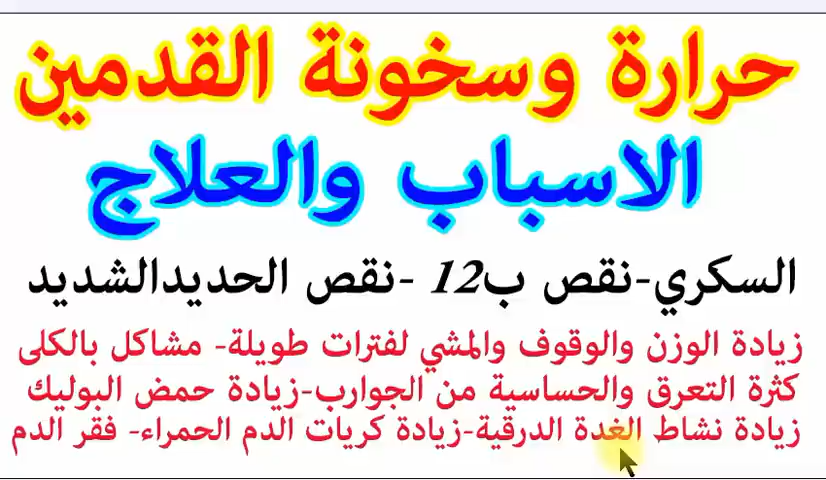 حرارة وسخونة القدمين
الاسباب والعلاج
السكري-نقص ب12 -نقص الحديدالشديد
زيادة الوزن والوقوف والمشي لفترات طويلة- مشاكل بالكلى
كثرة التعرق والحساسية من الجوارب-زيادة حمض البوليك
زيادة نشاط الغدة الدرقية-زيادة كريات الدم الحمراء- فقر الدم